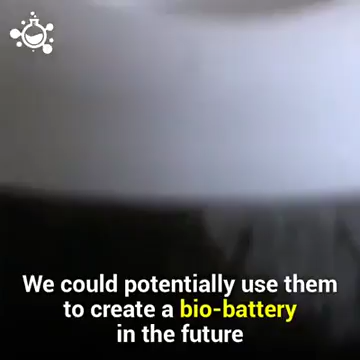 We could potentially use them
to create a bio-battery
in the future